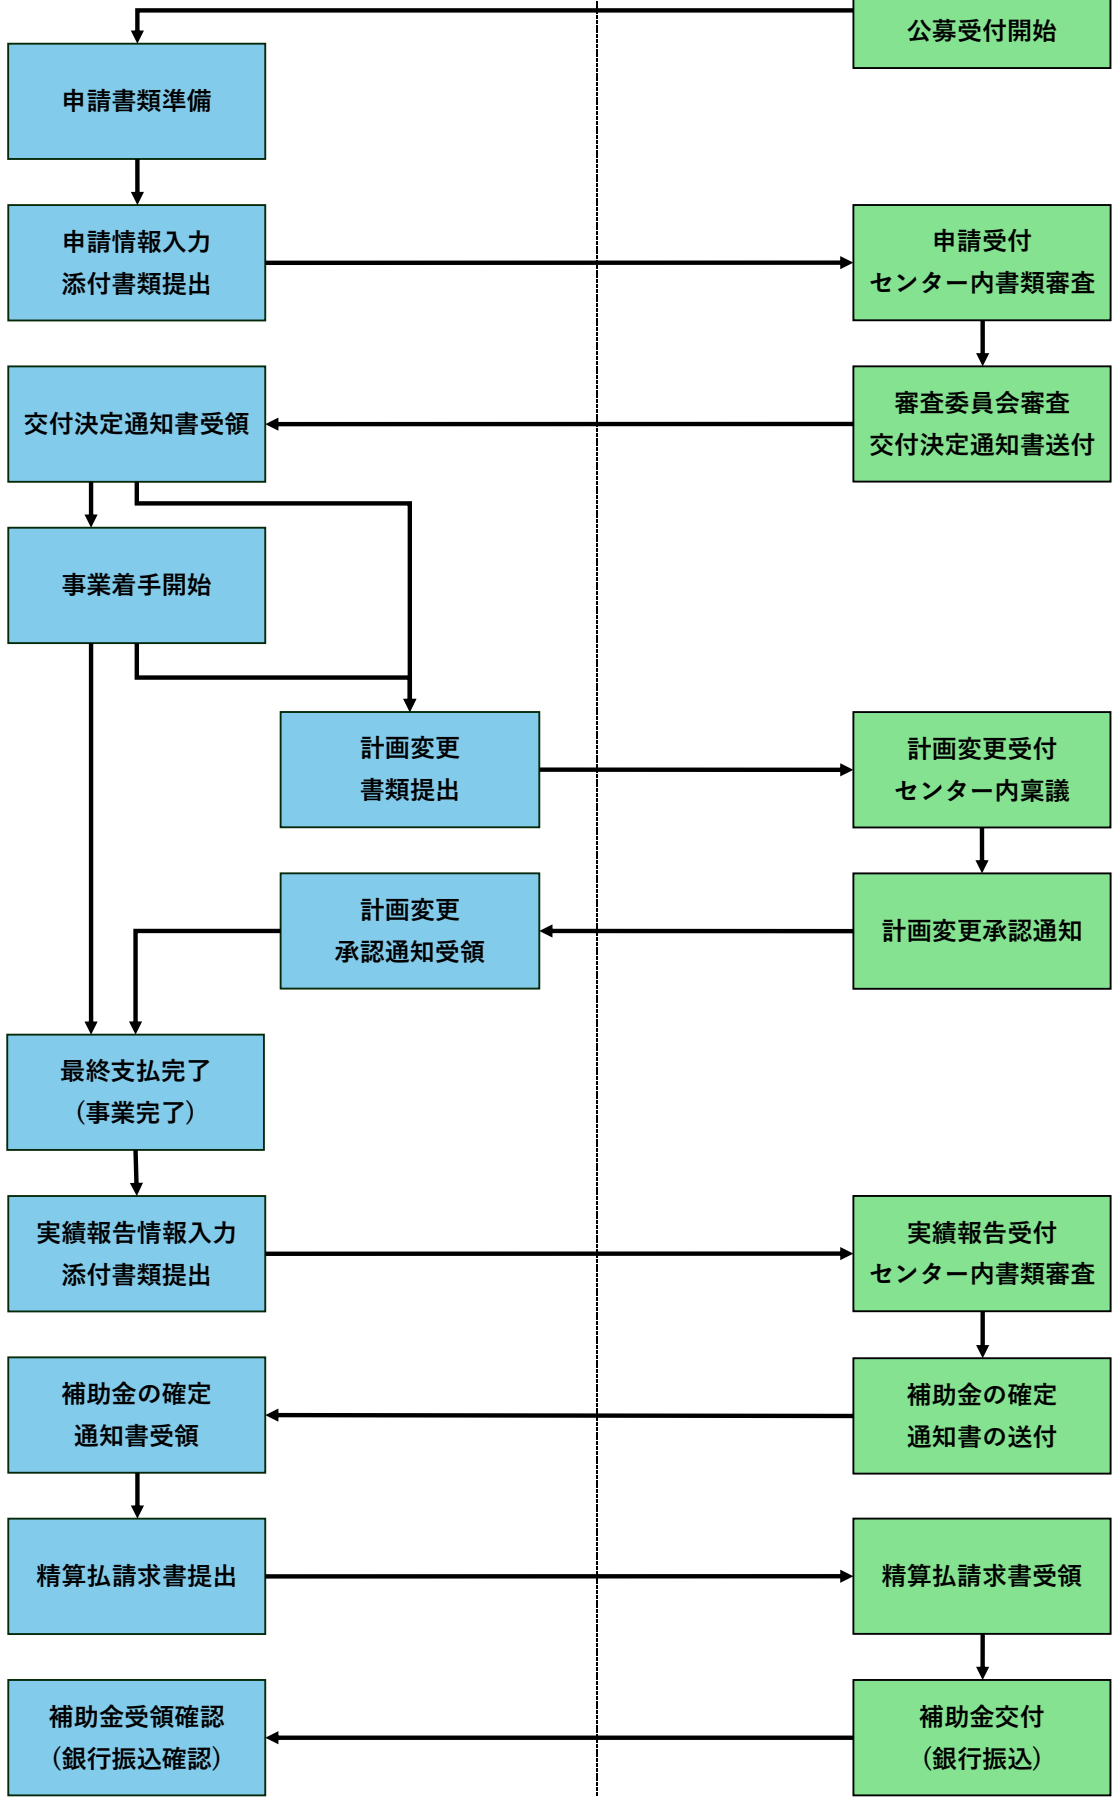 公募受付開始
申請書類準備
申請情報入力
添付書類提出
申請受付
センター内書類審査
交付決定通知書受領
審査委員会審査
交付決定通知書送付
事業着手開始
計画変更
書類提出
計画変更受付
センター内稟議
計画変更
承認通知受領
計画変更承認通知
最終支払完了
（事業完了）
実績報告情報入力
添付書類提出
実績報告受付
センター内書類審査
補助金の確定
通知書受領
補助金の確定
通知書の送付
精算払請求書提出
精算払請求書受領
補助金受領確認
（銀行振込確認）
補助金交付
（銀行振込）